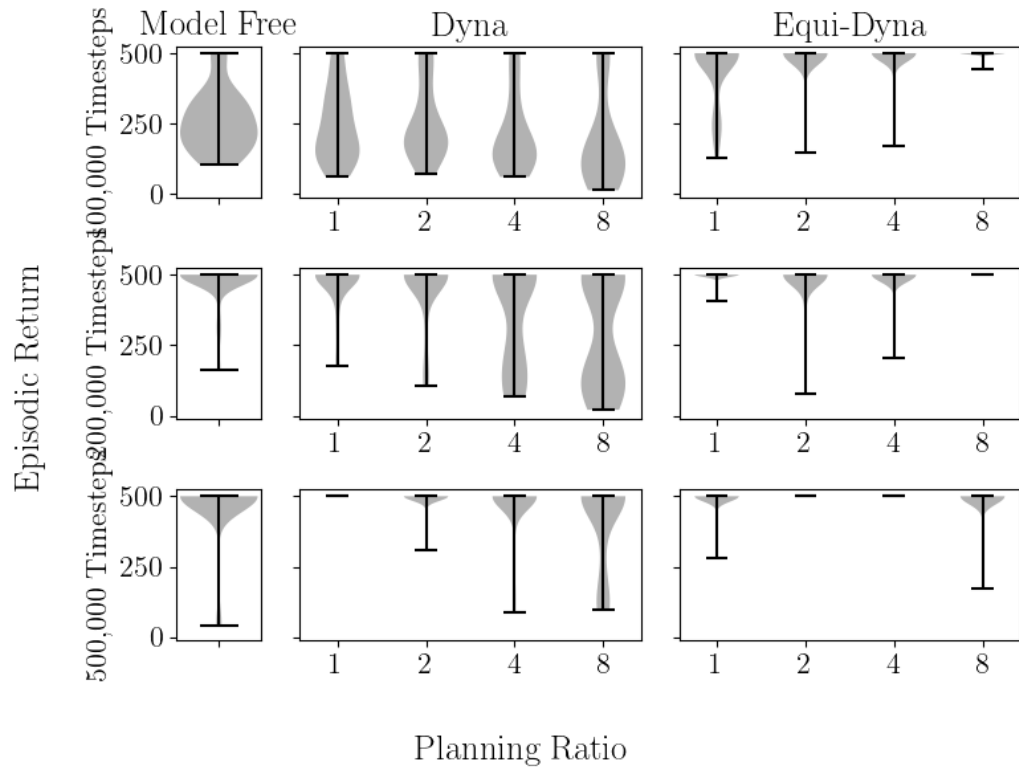 Model Free
Dyna
Equi-Dyna
Episodic Return
100,000 Timesteps
500
250
0
1 2 4 8
1 2 4 8
200,000 Timesteps
500
250
0
1 2 4 8
1 2 4 8
500,000 Timesteps
500
250
0
1 2 4 8
1 2 4 8
Planning Ratio